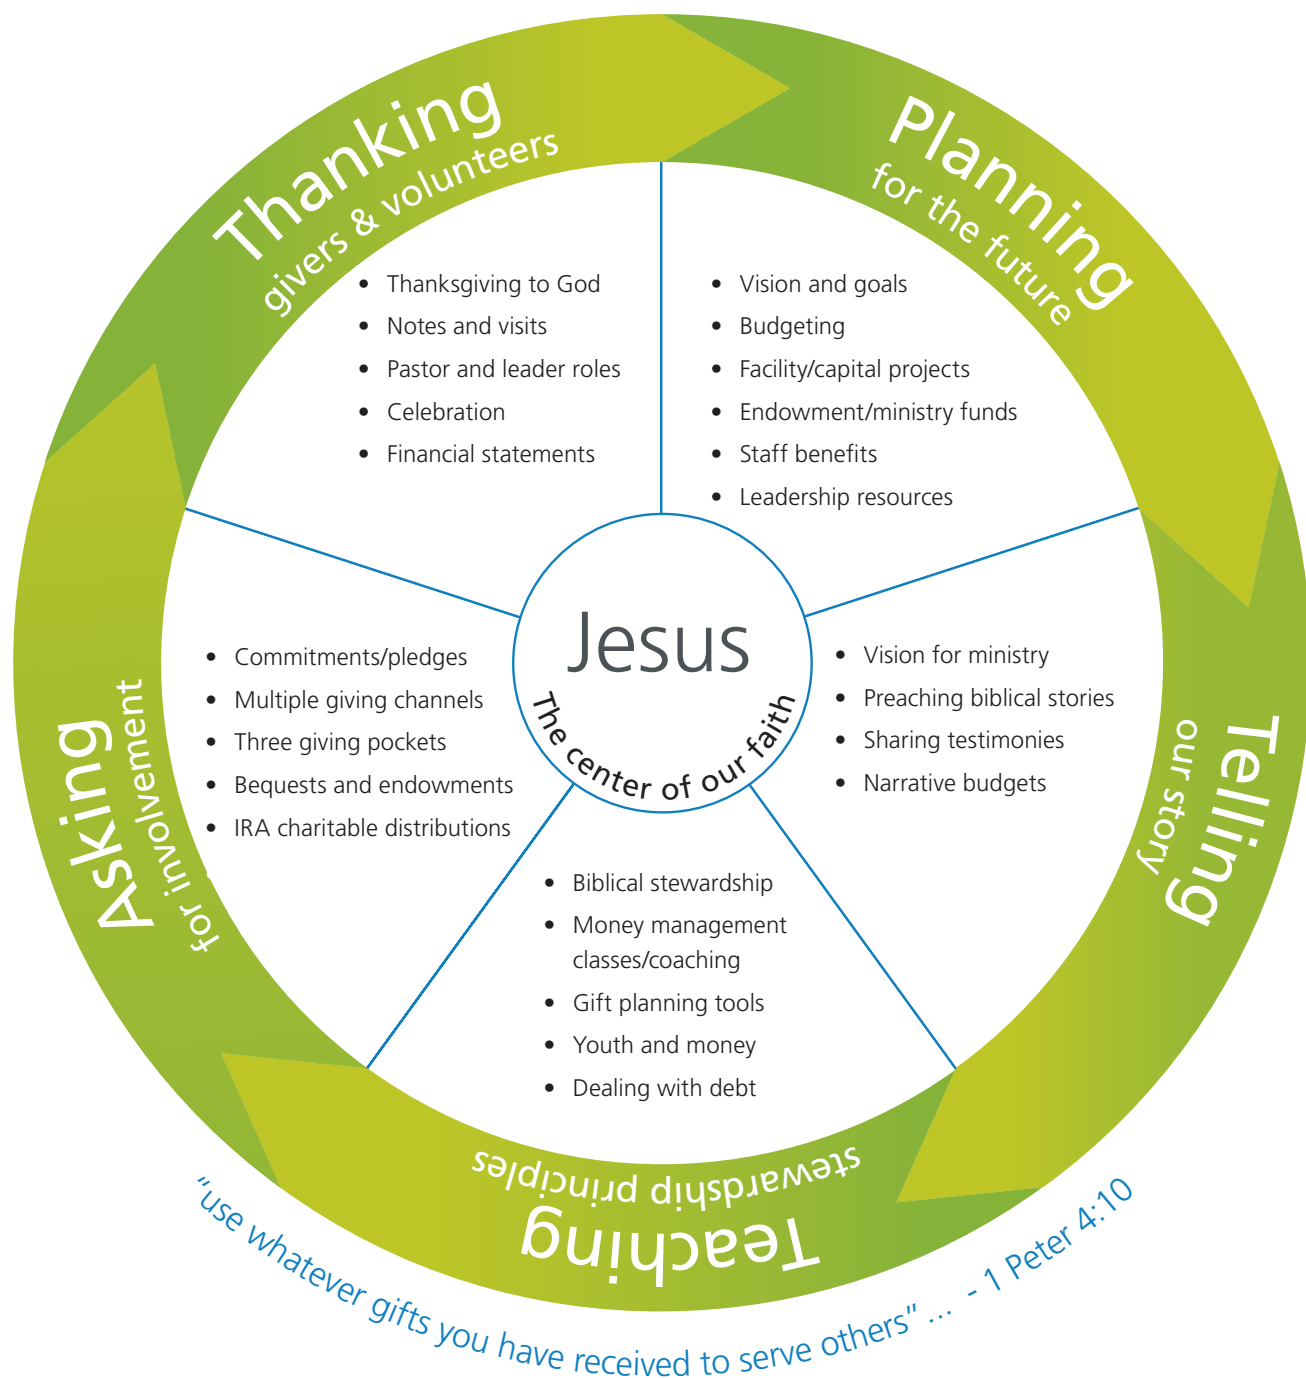 Thanking
givers & volunteers
• Thanksgiving to God
• Notes and visits
• Pastor and leader roles
• Celebration
• Financial statements
Planning
for the future
• Vision and goals
• Budgeting
• Facility/capital projects
• Endowment/ministry funds
• Staff benefits
• Leadership resources
Telling
our story
• Vision for ministry
• Preaching biblical stories
• Sharing testimonies
• Narrative budgets
Teaching
stewardship principles
• Biblical stewardship
• Money management
classes/coaching
• Gift planning tools
• Youth and money
• Dealing with debt
Asking
for involvement
• Commitments/pledges
• Multiple giving channels
• Three giving pockets
• Bequests and endowments
• IRA charitable distributions
Jesus
The center of our faith
“use whatever gifts you have received to serve others” ... - 1 Peter 4:10